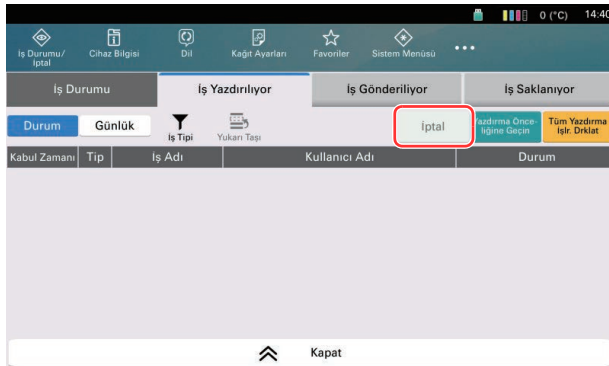 0 (°C) 14:40
İş Durumu/
İptal
Cihaz Bilgisi
Dil
Kağıt Ayarları
Favoriler
Sistem Menüsü
İş Durumu
İş Yazdırılıyor
İş Gönderiliyor
İş Saklanıyor
Durum
Günlük
İş Tipi
Yukarı Taşı
İptal
Yazdırma Önce-
liğine Geçin
Tüm Yazdırma
İşlr. Drklat
Kabul Zamanı
Tip
İş Adı
Kullanıcı Adı
Durum
Kapat